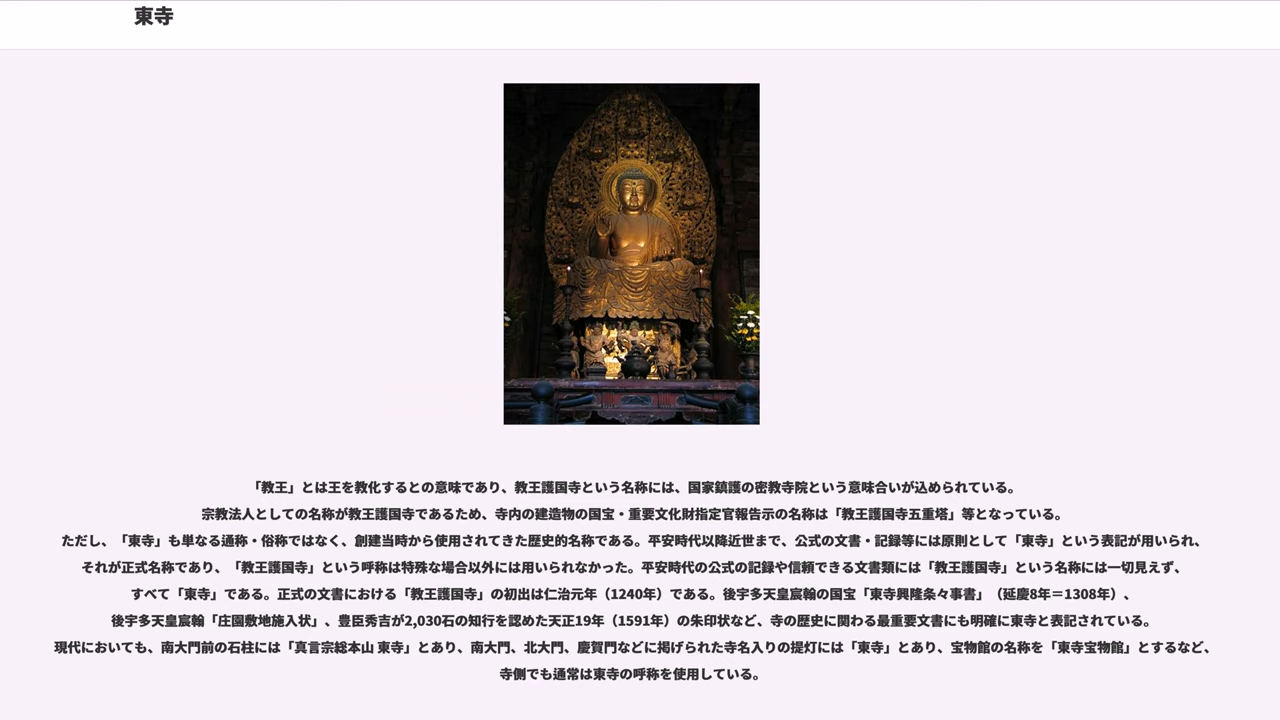 東寺
「教王」とは王を教化するとの意味であり、教王護国寺という名称には、国家鎮護の密教寺院という意味合いが込められている。
宗教法人としての名称が教王護国寺であるため、寺内の建造物の国宝・重要文化財指定官報告示の名称は「教王護国寺五重塔」等となっている。
ただし、「東寺」も単なる通称・俗称ではなく、創建当時から使用されてきた歴史的名称である。平安時代以降近世まで、公式の文書・記録等には原則として「東寺」という表記が用いられ、
それが正式名称であり、「教王護国寺」という呼称は特殊な場合以外には用いられなかった。平安時代の公式の記録や信頼できる文書類には「教王護国寺」という名称には一切見えず、
すべて「東寺」である。正式の文書における「教王護国寺」の初出は仁治元年（1240年）である。後宇多天皇宸翰の国宝「東寺興隆条々事書」（延慶8年＝1308年）、
後宇多天皇宸翰「庄園敷地施入状」、豊臣秀吉が2,030石の知行を認めた天正19年（1591年）の朱印状など、寺の歴史に関わる最重要文書にも明確に東寺と表記されている。
現代においても、南大門前の石柱には「真言宗総本山 東寺」とあり、南大門、北大門、慶賀門などに掲げられた寺名入りの提灯には「東寺」とあり、宝物館の名称を「東寺宝物館」とするなど、
寺側でも通常は東寺の呼称を使用している。